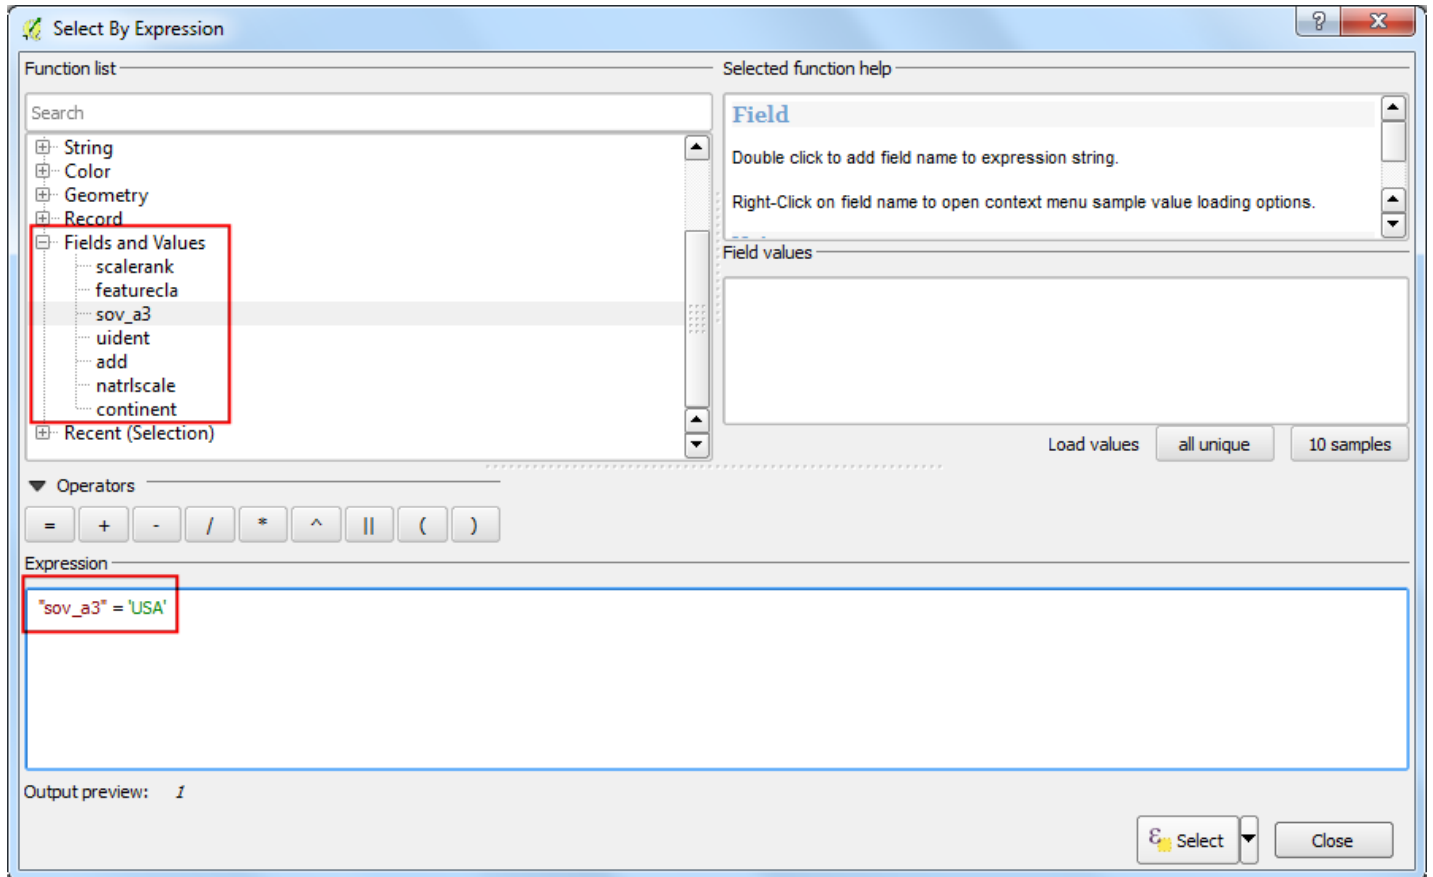 Select By Expression
Function list
Search
String
Color
Geometry
Record
Fields and Values
scalerank
featurecla
sov_a3
uident
add
natrlscale
continent
Recent (Selection)
Selected function help
Field
Double click to add field name to expression string.
Right-Click on field name to open context menu sample value loading options.
Field values
Load values all unique 10 samples
Operators
= + - / * ^ || ( )
Expression
"sov_a3" = 'USA'
Output preview: 1
Select Close